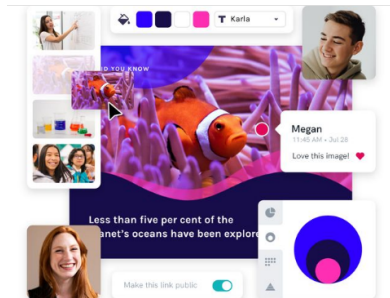 T Karla
D YOU KNOW
Megan
11:45 AM • Jul 28
Love this image!
Less than five per cent of the
anet's oceans have been explore
Make this link public